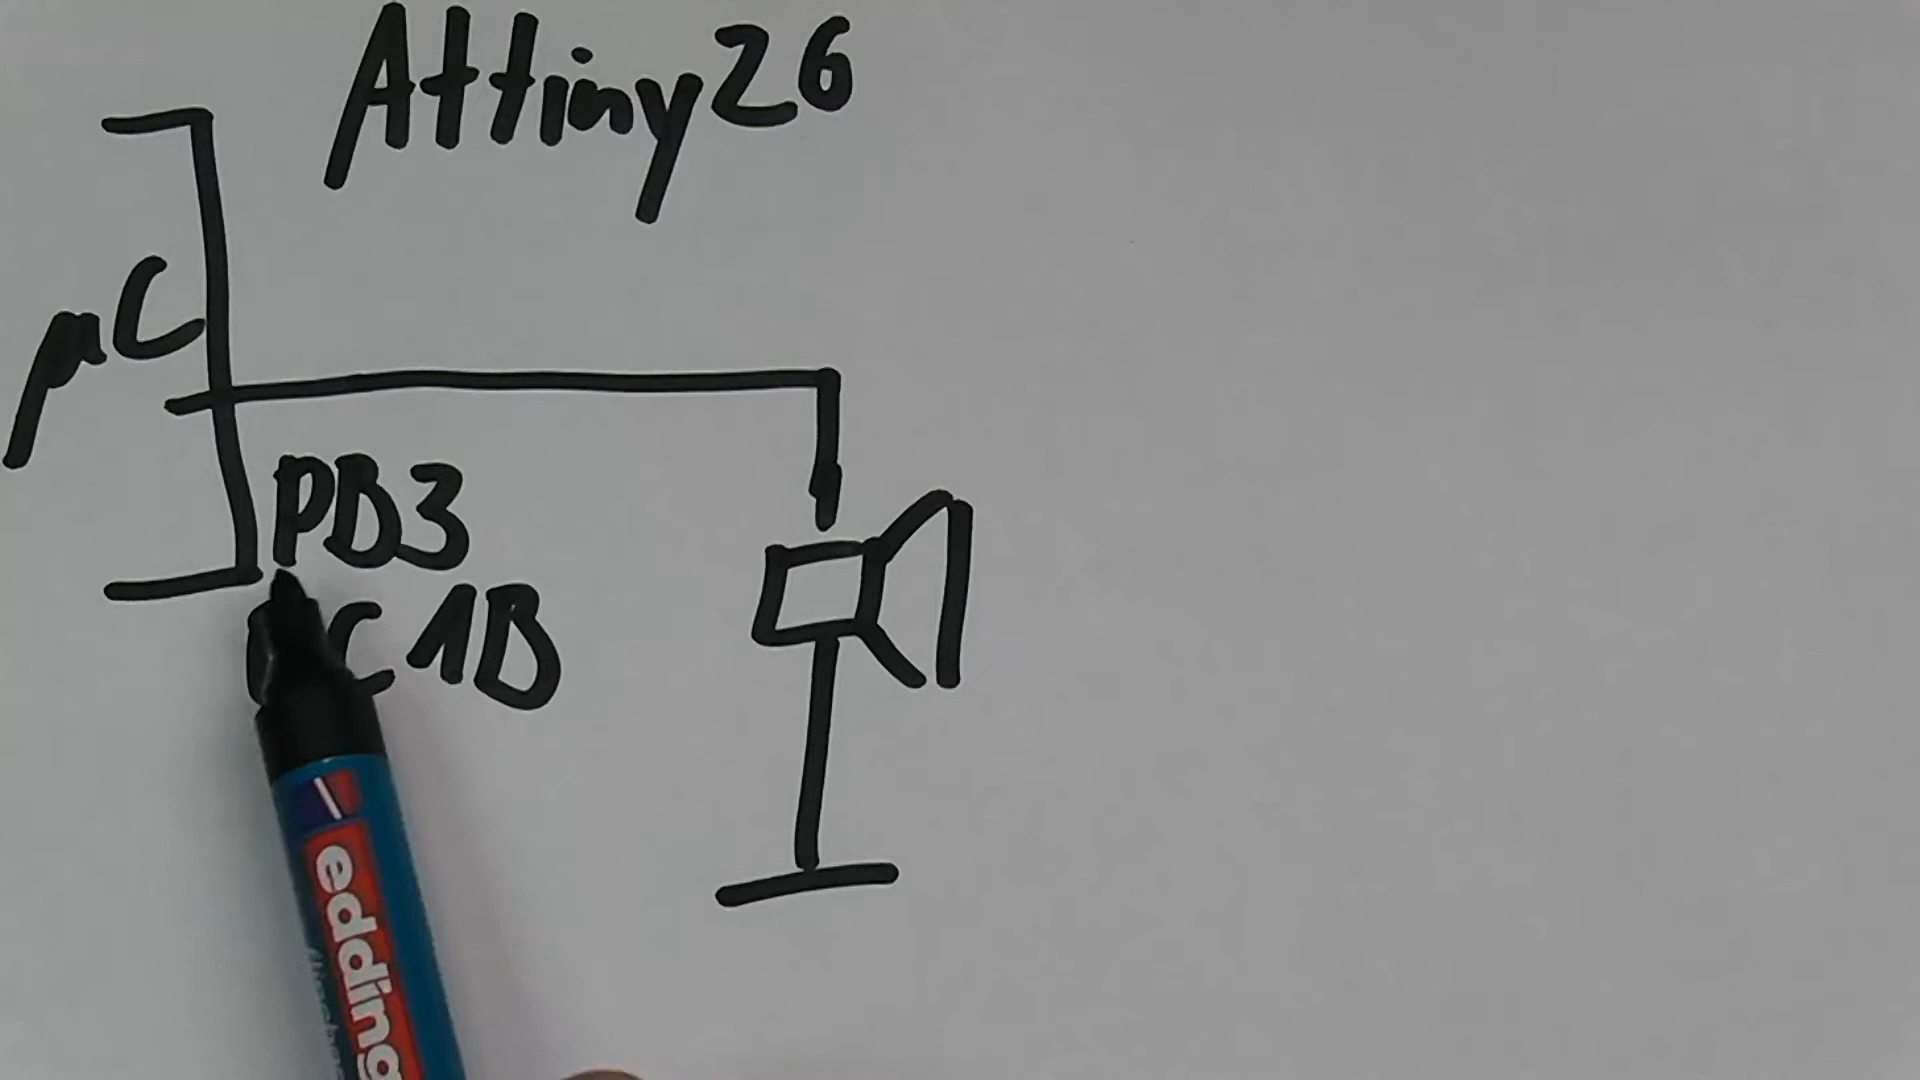 Attiny26
µC
PB3
C1B
edding